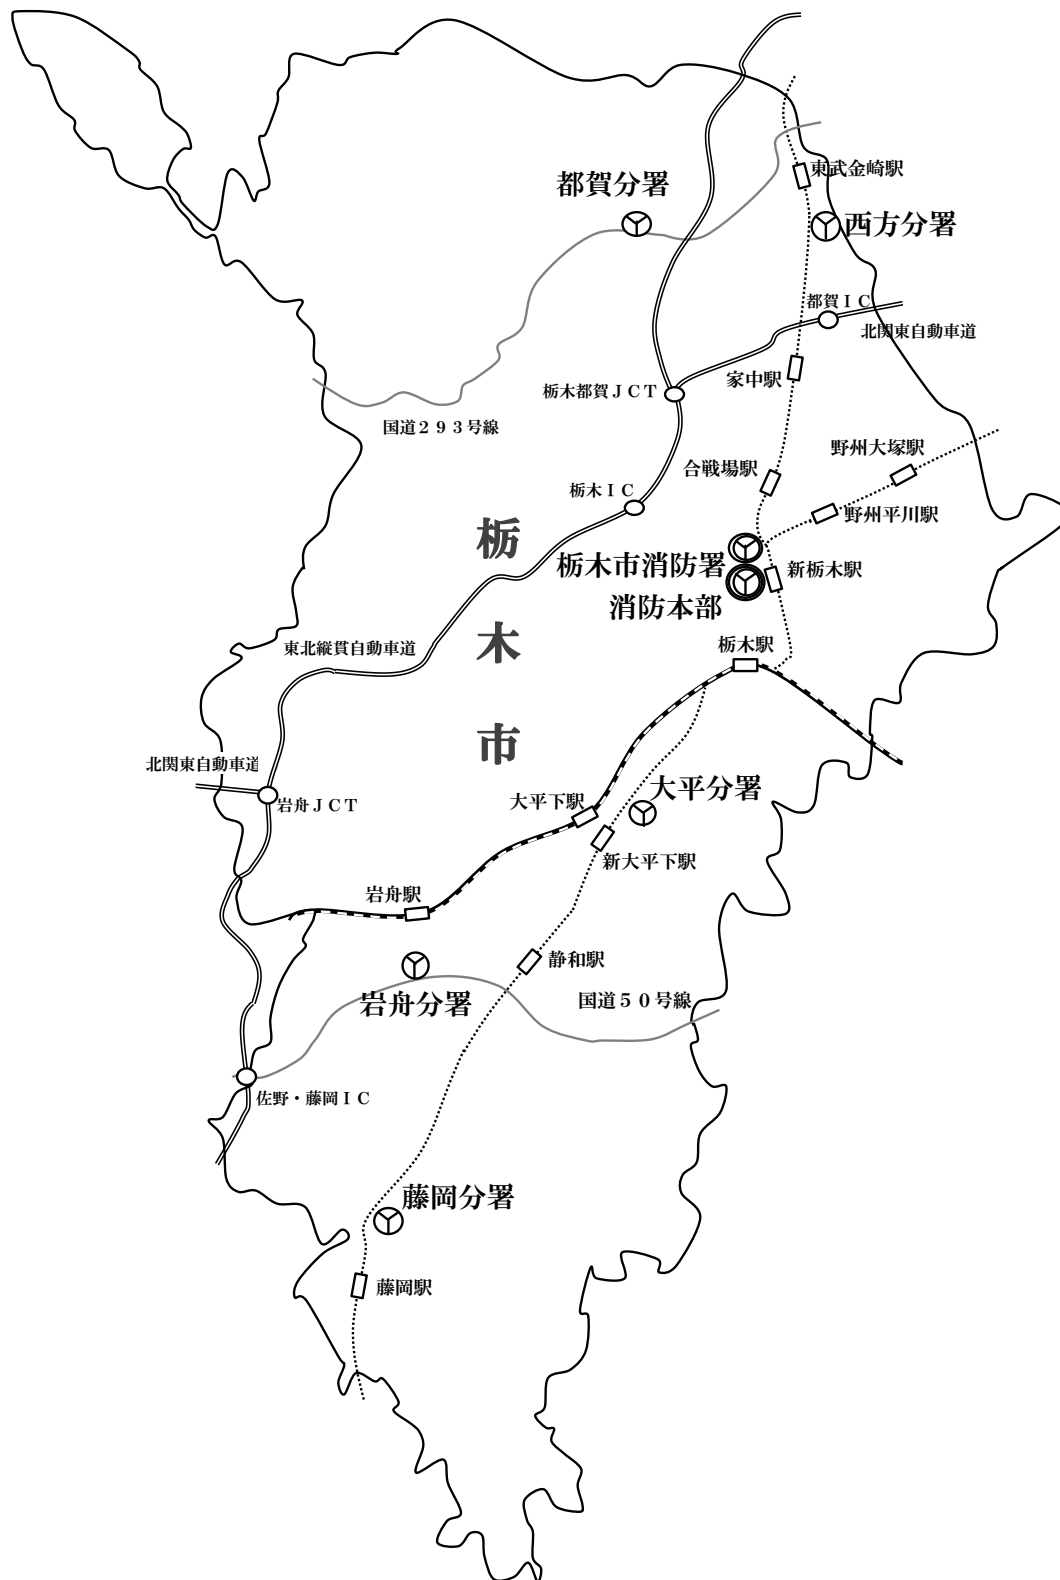 東武金崎駅
都賀分署
西方分署
都賀ＩＣ
北関東自動車道
家中駅
栃木都賀ＪＣＴ
国道２９３号線
野州大塚駅
合戦場駅
栃木ＩＣ
野州平川駅
栃木市
栃木市消防署
新栃木駅
消防本部
栃木駅
東北縦貫自動車道
北関東自動車道
大平分署
大平下駅
岩舟ＪＣＴ
新大平下駅
岩舟駅
静和駅
岩舟分署
国道５０号線
佐野・藤岡ＩＣ
藤岡分署
藤岡駅